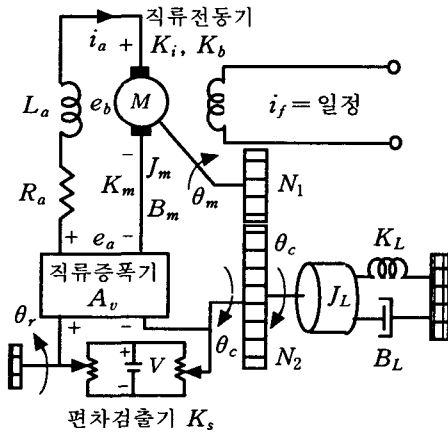 직류전동기
i_a + K_i, K_b
L_a e_b M i_f = 일정
− J_m
K_m
θ_m N_1
R_a B_m
+ e_a −
θ_c K_L
직류증폭기
A_v J_L
θ_r + −
θ_c
+ V N_2 B_L
−
편차검출기 K_s